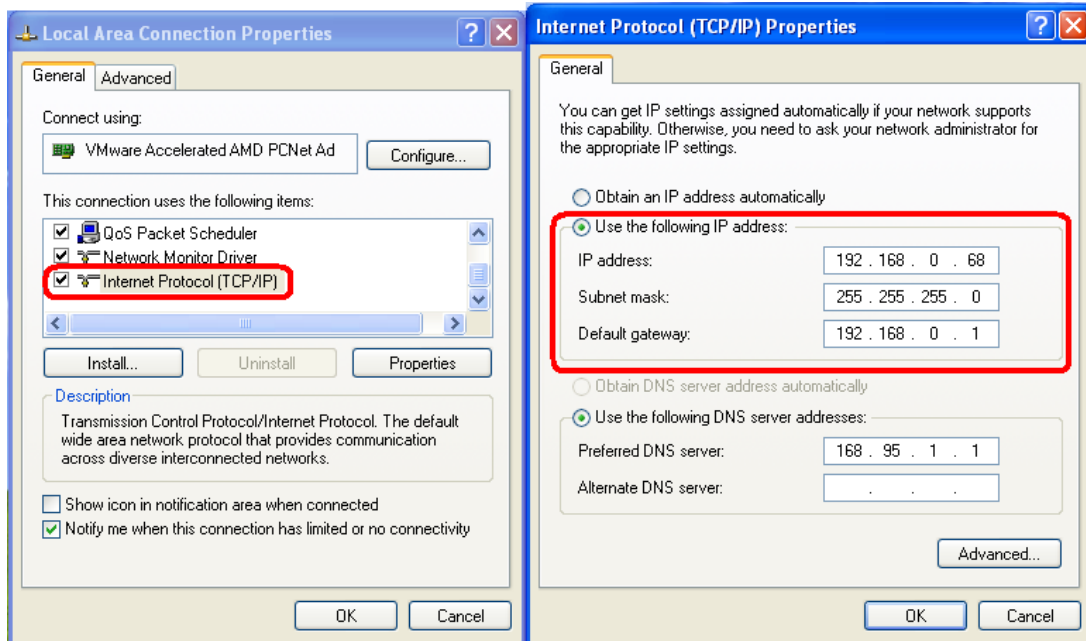 Local Area Connection Properties
General
Advanced
Connect using:
VMware Accelerated AMD PCNet Ad
Configure...
This connection uses the following items:
QoS Packet Scheduler
Network Monitor Driver
Internet Protocol (TCP/IP)
Install...
Uninstall
Properties
Description
Transmission Control Protocol/Internet Protocol. The default
wide area network protocol that provides communication
across diverse interconnected networks.
Show icon in notification area when connected
Notify me when this connection has limited or no connectivity
OK
Cancel
Internet Protocol (TCP/IP) Properties
General
You can get IP settings assigned automatically if your network supports
this capability. Otherwise, you need to ask your network administrator for
the appropriate IP settings.
Obtain an IP address automatically
Use the following IP address:
IP address: 192 . 168 . 0 . 68
Subnet mask: 255 . 255 . 255 . 0
Default gateway: 192 . 168 . 0 . 1
Obtain DNS server address automatically
Use the following DNS server addresses:
Preferred DNS server: 168 . 95 . 1 . 1
Alternate DNS server: . . .
Advanced...
OK
Cancel